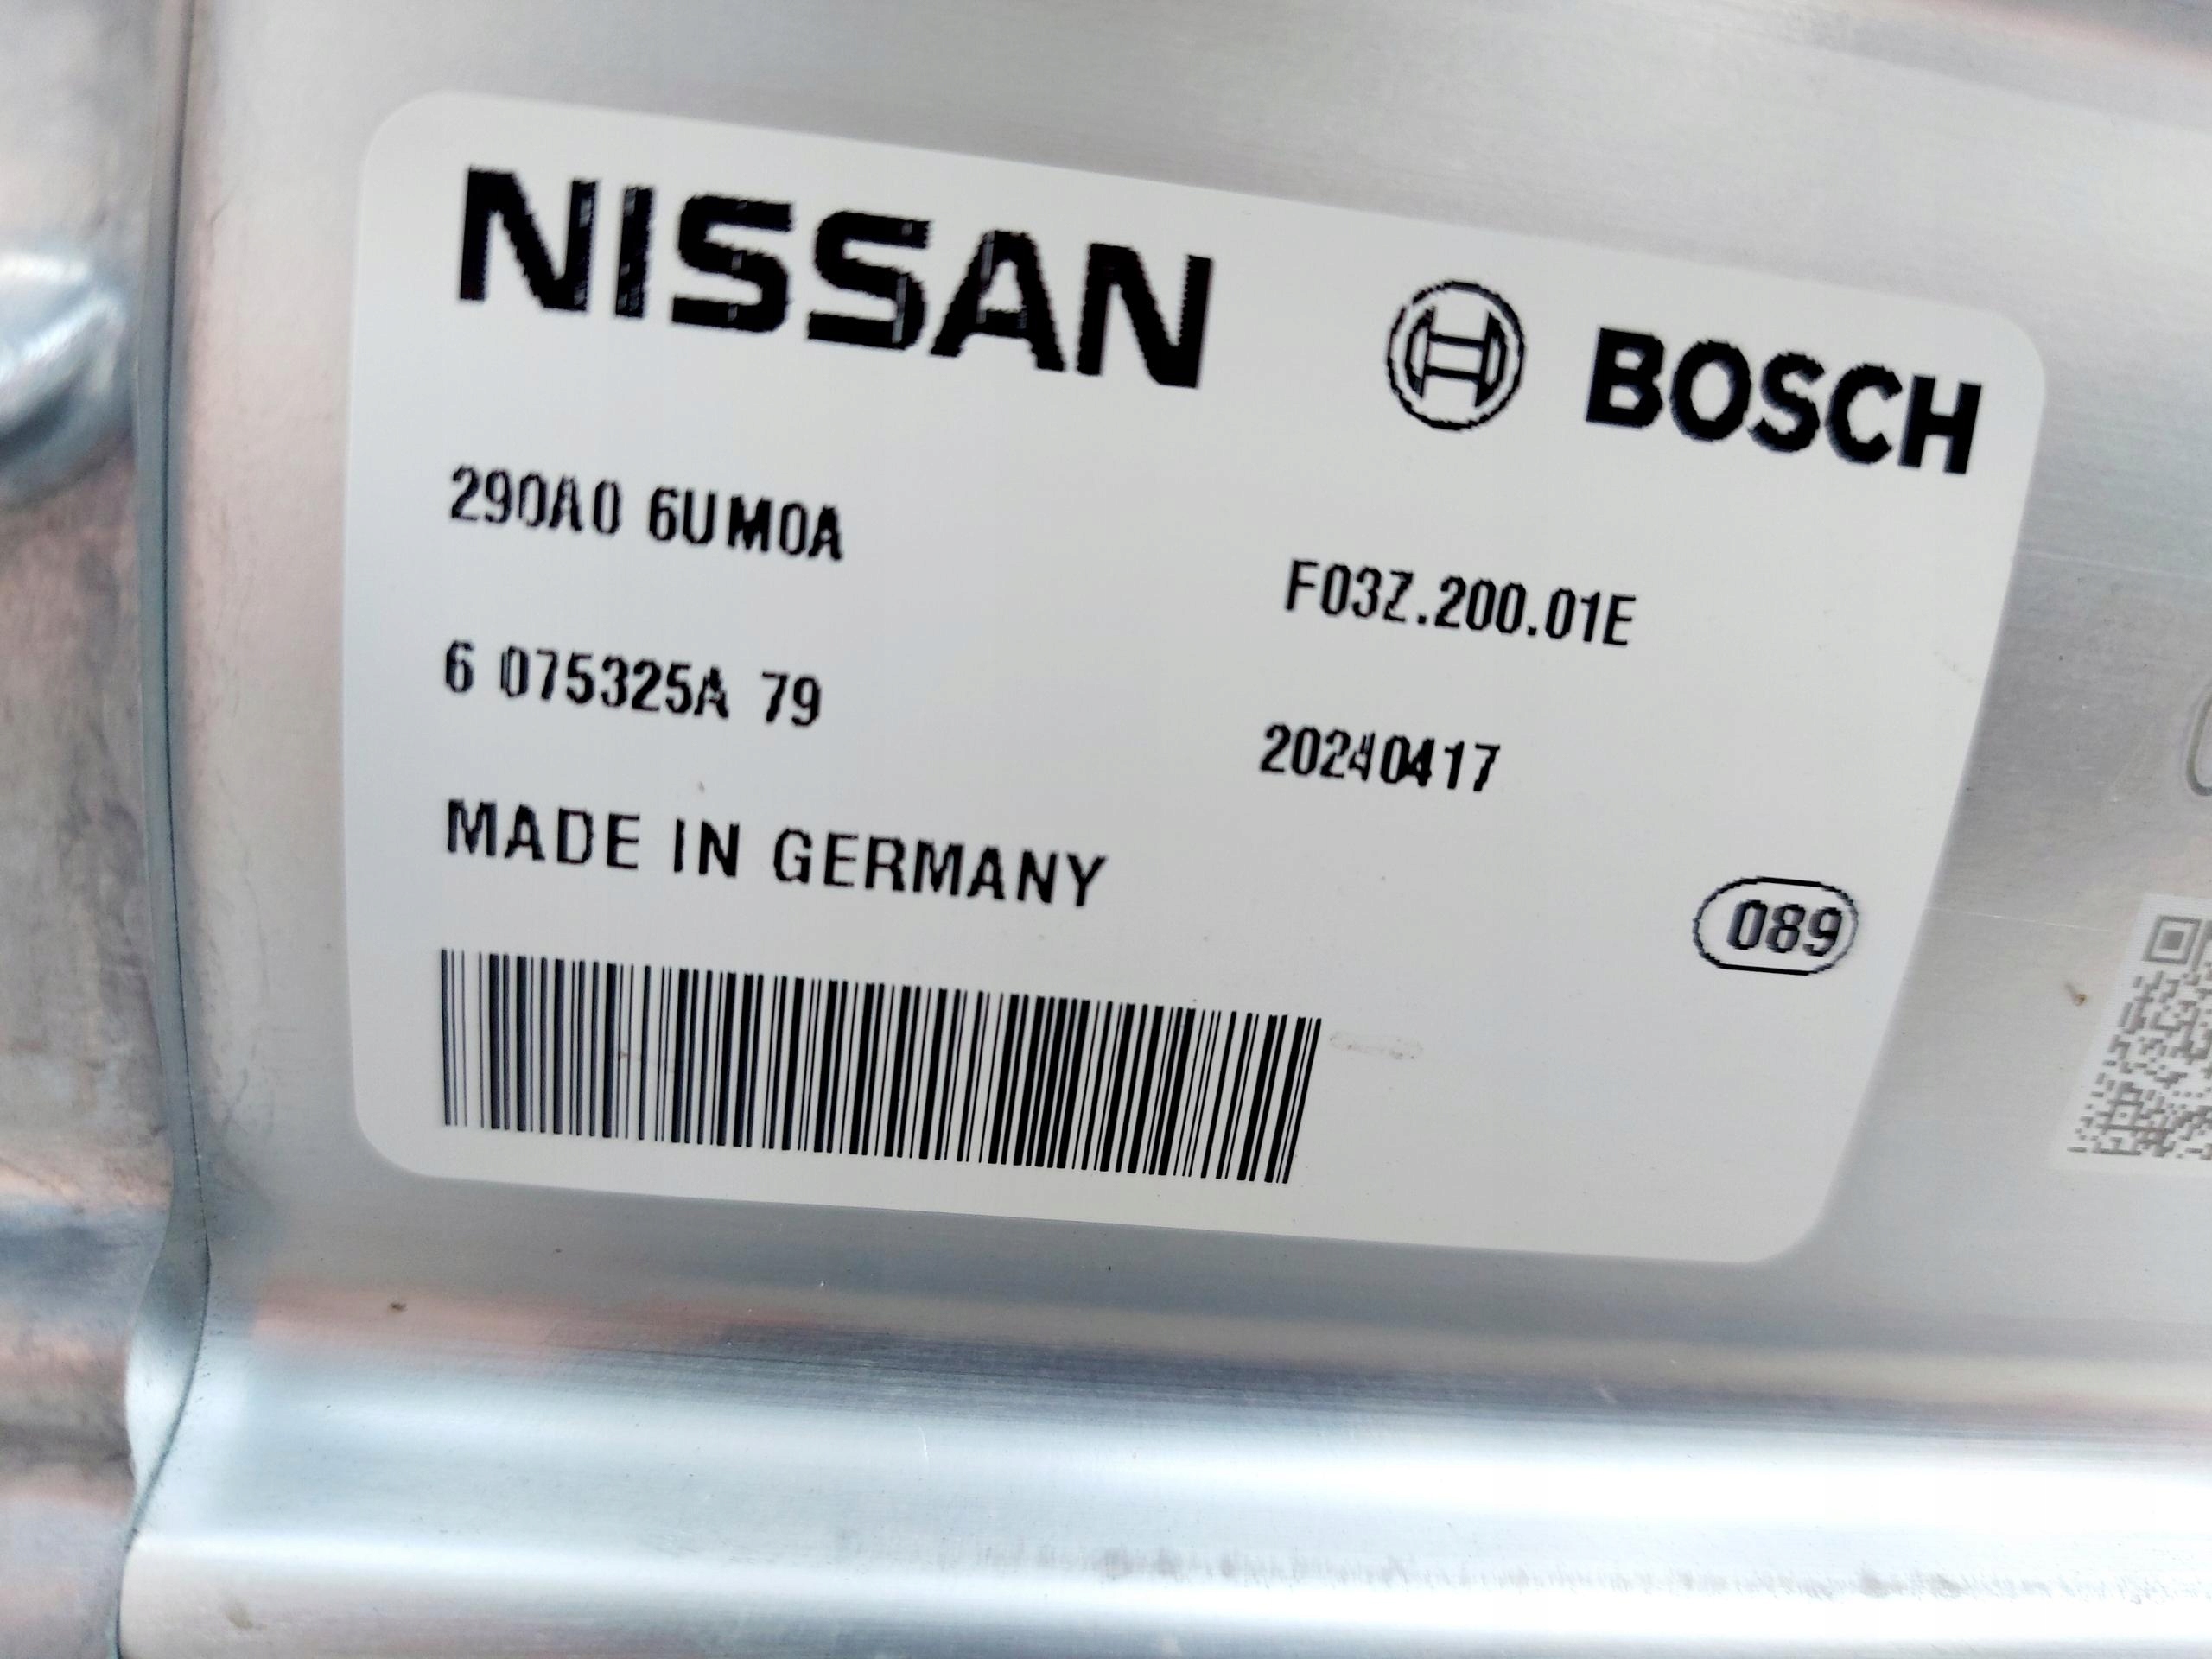 NISSAN
BOSCH
290A0 6UM0A
F03Z.200.01E
6 075325A 79
20240417
MADE IN GERMANY
089